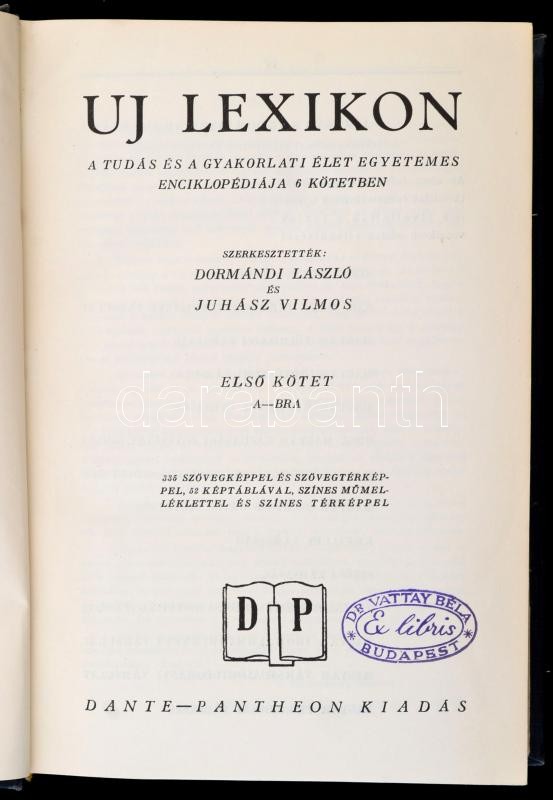 UJ LEXIKON
A TUDÁS ÉS A GYAKORLATI ÉLET EGYETEMES
ENCIKLOPÉDIÁJA 6 KÖTETBEN
SZERKESZTETTÉK:
DORMÁNDI LÁSZLÓ
ÉS
JUHÁSZ VILMOS
ELSŐ KÖTET
A—BRA
darabanth
335 SZÖVEGKÉPPEL ÉS SZÖVEGTÉRKÉP-
PEL, 52 KÉPTÁBLÁVAL, SZÍNES MŰMEL-
LÉKLETTEL ÉS SZÍNES TÉRKÉPPEL
D P
DR VATTAY BÉLA
Ex libris
BUDAPEST
DANTE—PANTHEON KIADÁS